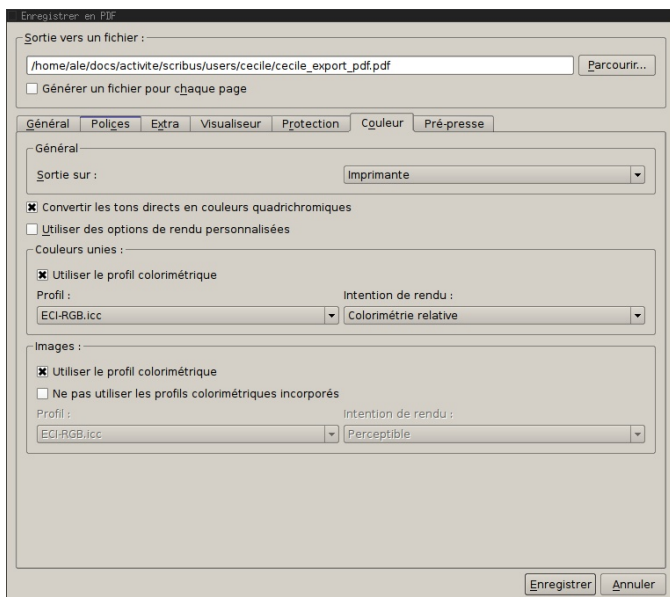 Enregistrer en PDF
Sortie vers un fichier :
/home/ale/docs/activite/scribus/users/cecile/cecile_export_pdf.pdf Parcourir...
Générer un fichier pour chaque page
Général Polices Extra Visualiseur Protection Couleur Pré-presse
Général
Sortie sur : Imprimante
Convertir les tons directs en couleurs quadrichromiques
Utiliser des options de rendu personnalisées
Couleurs unies :
Utiliser le profil colorimétrique
Profil : Intention de rendu :
ECI-RGB.icc Colorimétrie relative
Images :
Utiliser le profil colorimétrique
Ne pas utiliser les profils colorimétriques incorporés
Profil : Intention de rendu :
ECI-RGB.icc Perceptible
Enregistrer Annuler